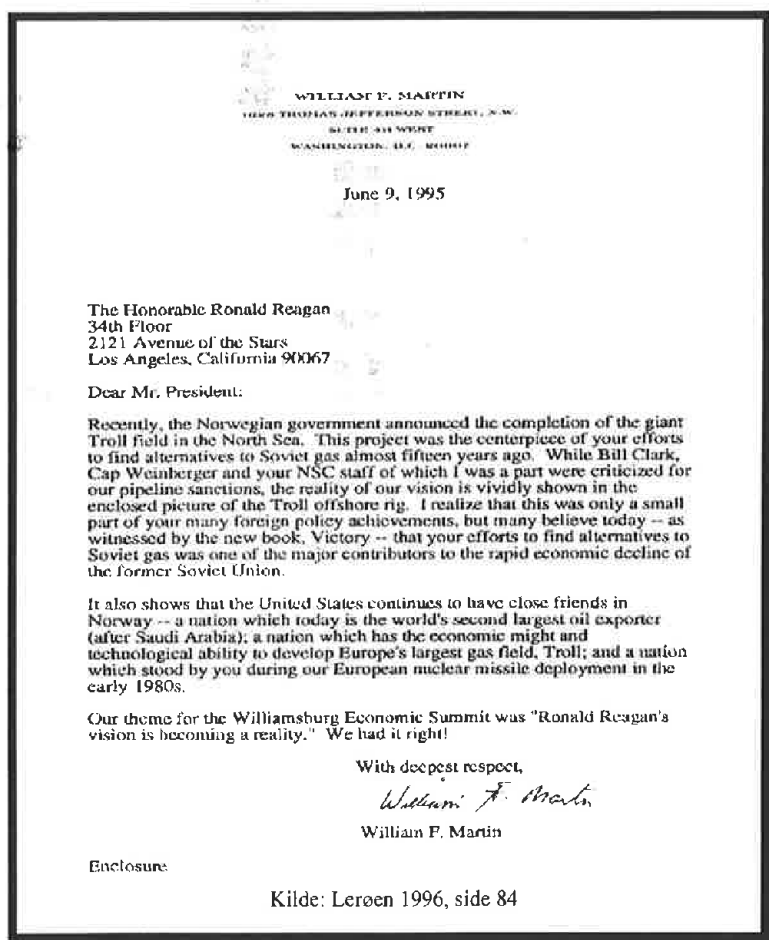 WILLIAM F. MARTIN
THOMAS JEFFERSON STREET, N.W.
SUITE WEST
WASHINGTON, D.C.
June 9, 1995
The Honorable Ronald Reagan
34th Floor
2121 Avenue of the Stars
Los Angeles, California 90067
Dear Mr. President:
Recently, the Norwegian government announced the completion of the giant
Troll field in the North Sea. This project was the centerpiece of your efforts
to find alternatives to Soviet gas almost fifteen years ago. While Bill Clark,
Cap Weinberger and your NSC staff of which I was a part were criticized for
our pipeline sanctions, the reality of our vision is vividly shown in the
enclosed picture of the Troll offshore rig. I realize that this was only a small
part of your many foreign policy achievements, but many believe today -- as
witnessed by the new book, Victory -- that your efforts to find alternatives to
Soviet gas was one of the major contributors to the rapid economic decline of
the former Soviet Union.
It also shows that the United States continues to have close friends in
Norway -- a nation which today is the world's second largest oil exporter
(after Saudi Arabia); a nation which has the economic might and
technological ability to develop Europe's largest gas field, Troll; and a nation
which stood by you during our European nuclear missile deployment in the
early 1980s.
Our theme for the Williamsburg Economic Summit was "Ronald Reagan's
vision is becoming a reality." We had it right!
With deepest respect,
William F. Martin
William F. Martin
Enclosure
Kilde: Lerøen 1996, side 84